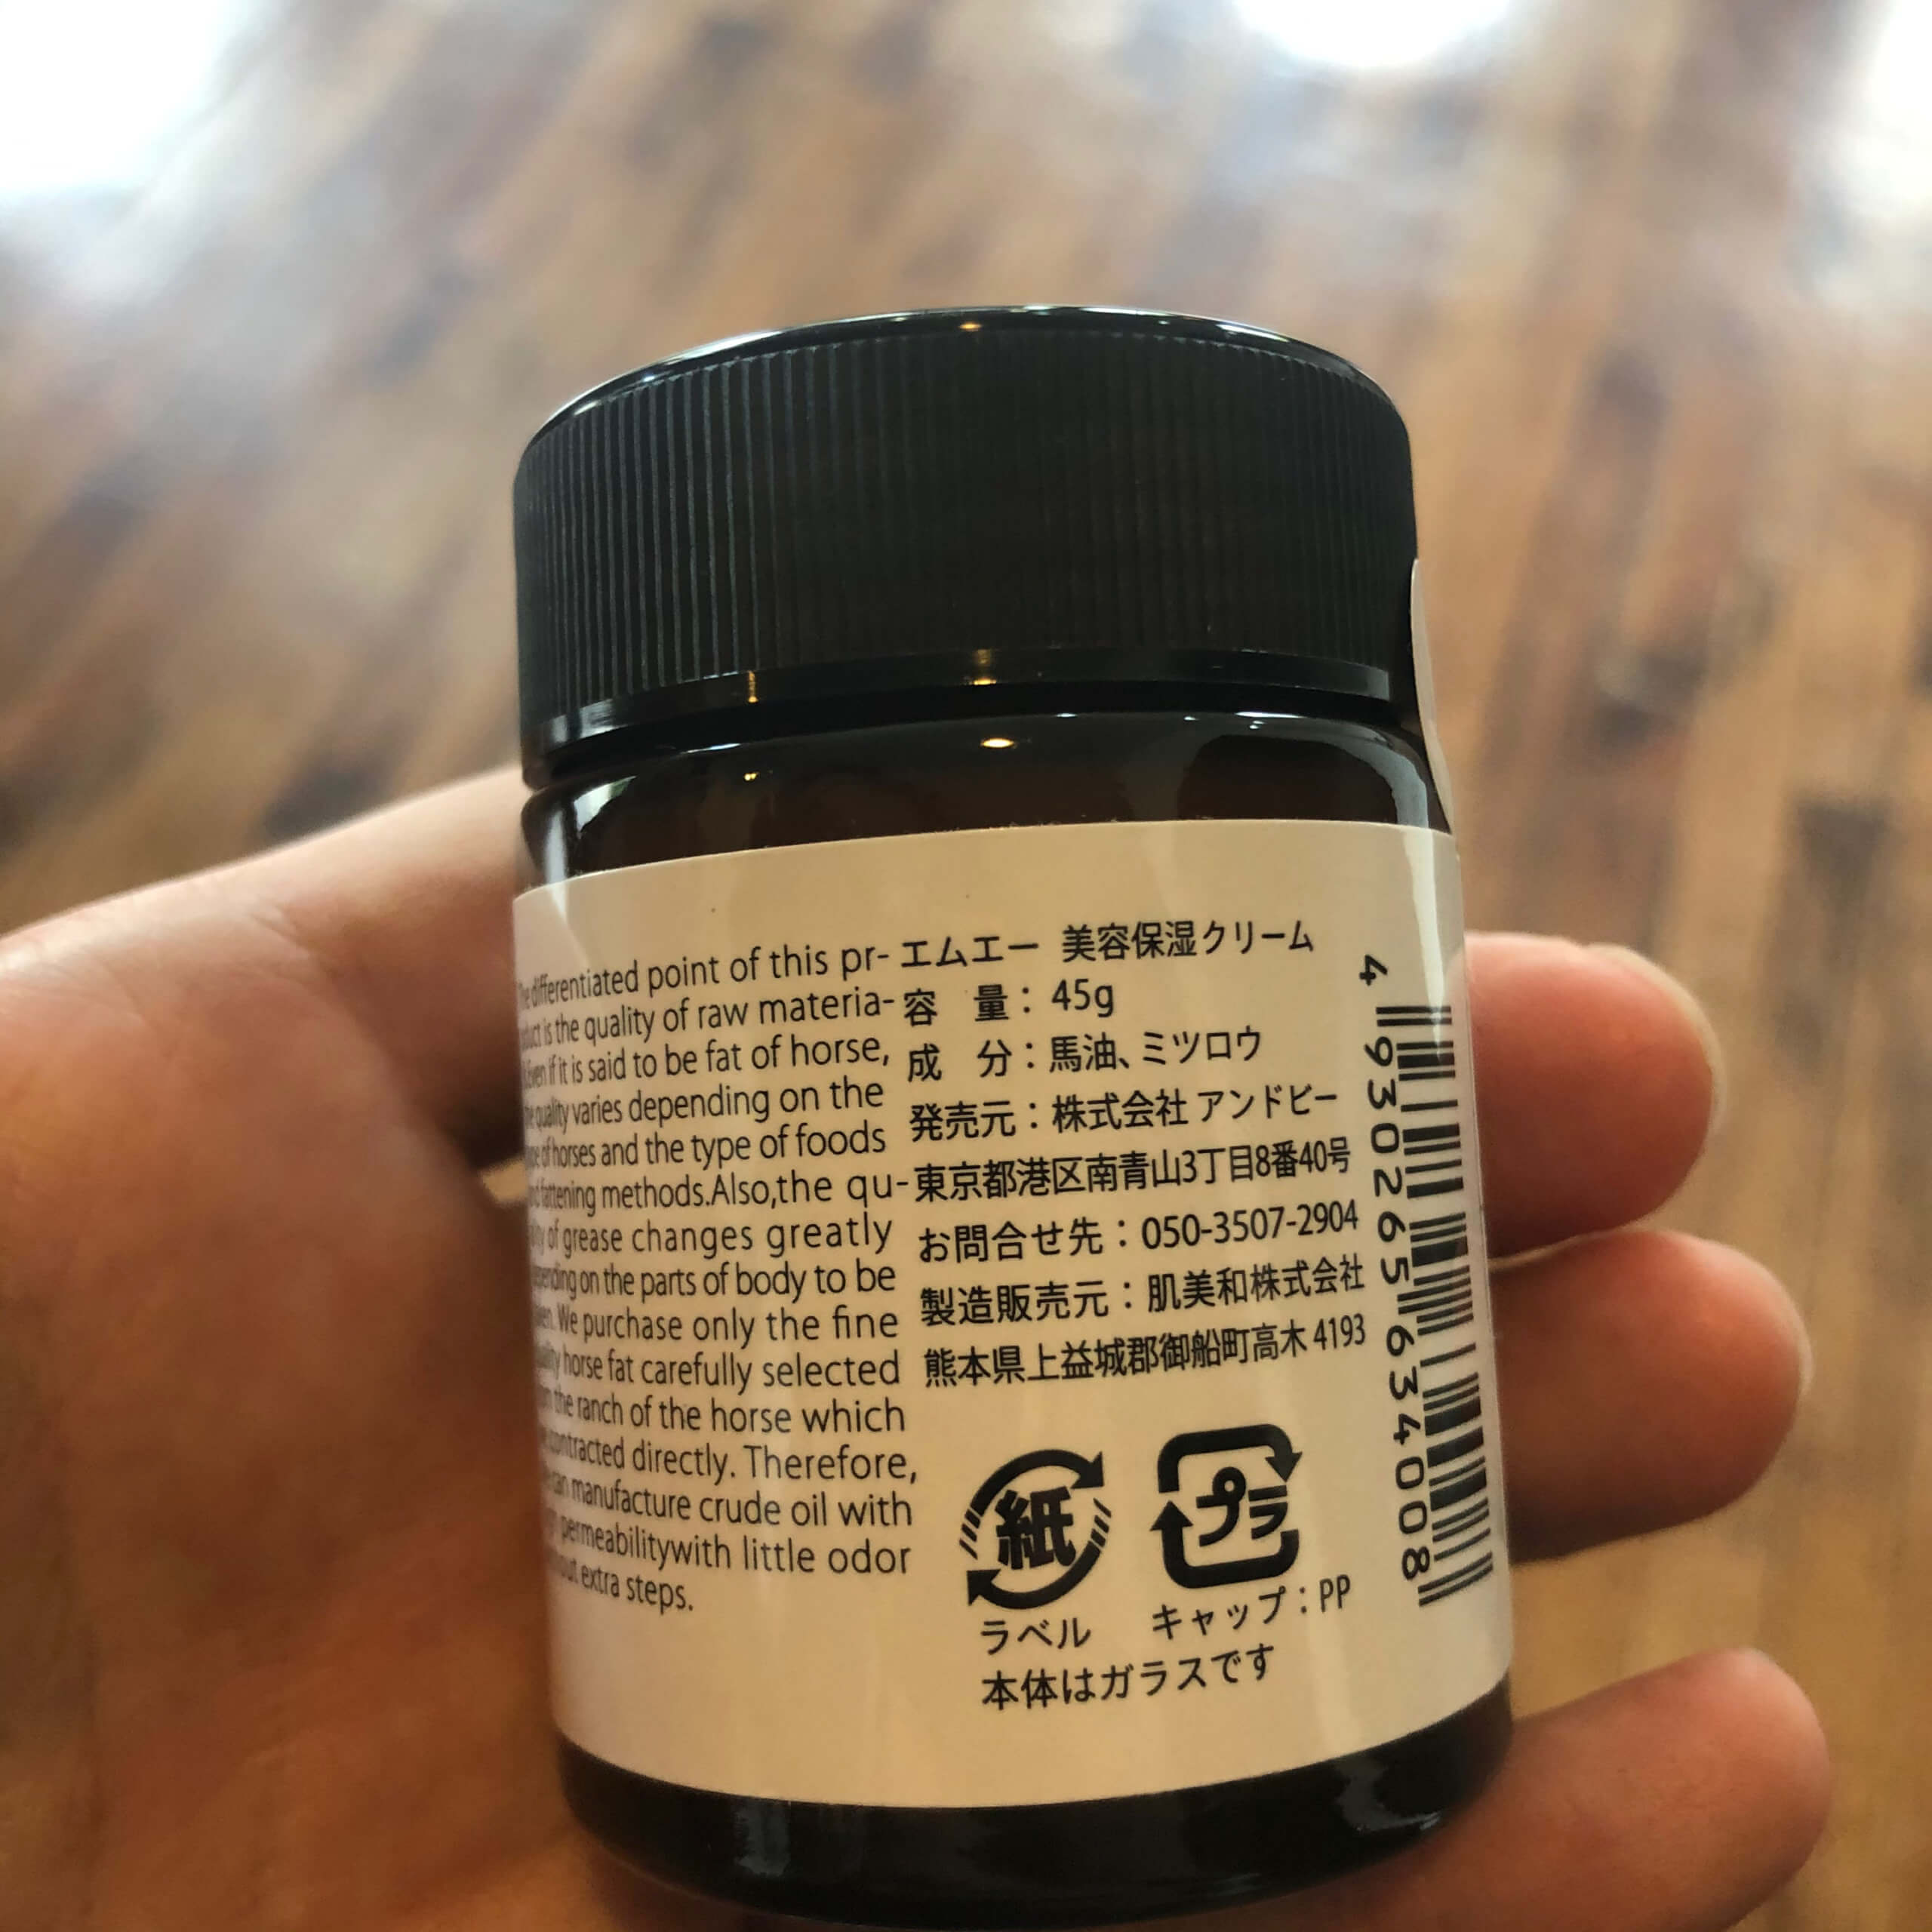 differentiated point of this pr-
is the quality of raw materia-
Even if it is said to be fat of horse,
quality varies depending on the
of horses and the type of foods
fattening methods.Also,the qu-
of grease changes greatly
depending on the parts of body to be
We purchase only the fine
horse fat carefully selected
the ranch of the horse which
contracted directly. Therefore,
can manufacture crude oil with
permeabilitywith little odor
extra steps.
エムエー 美容保湿クリーム
容 量：45g
成 分：馬油、ミツロウ
発売元：株式会社 アンドビー
東京都港区南青山3丁目8番40号
お問合せ先：050-3507-2904
製造販売元：肌美和株式会社
熊本県上益城郡御船町高木 4193
紙
プラ
ラベル
キャップ：PP
本体はガラスです
4 930265 634008